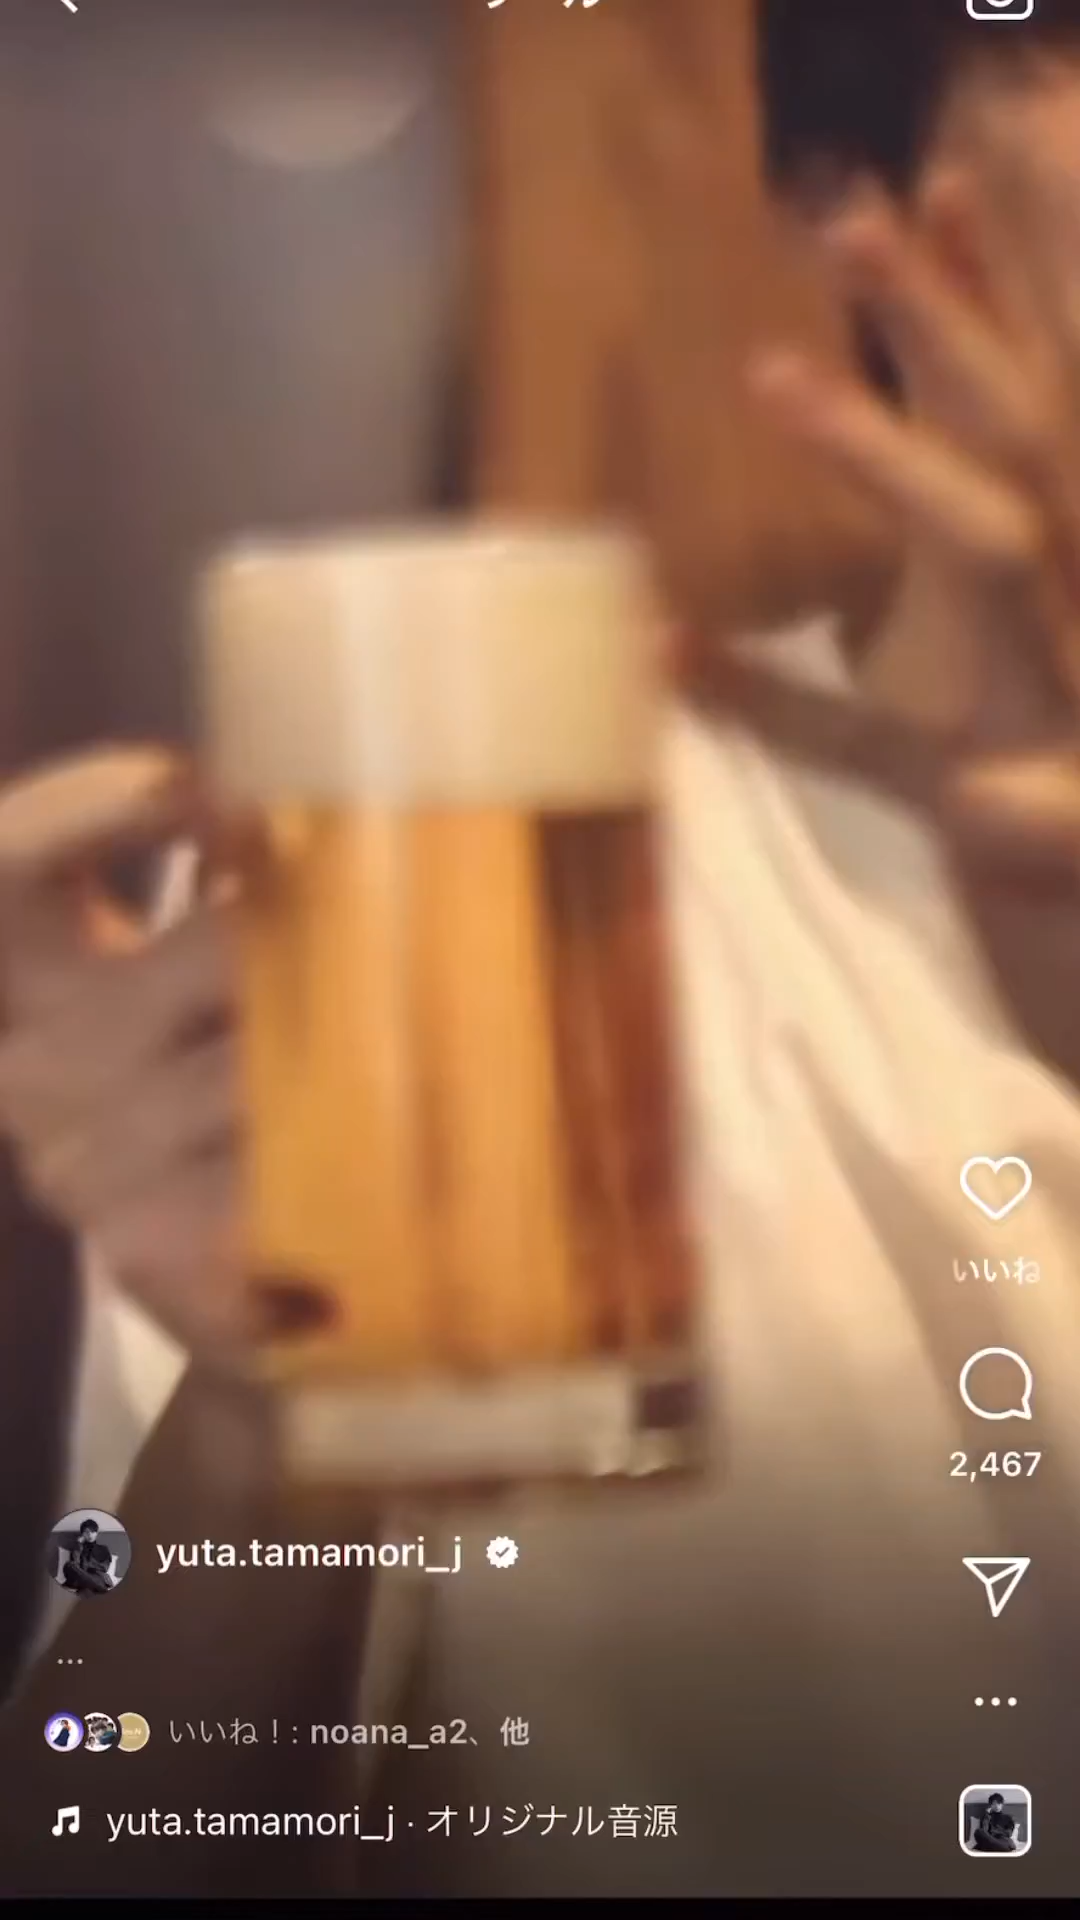 いいね
2,467
yuta.tamamori_j
...
いいね！: noana_a2、他
yuta.tamamori_j · オリジナル音源